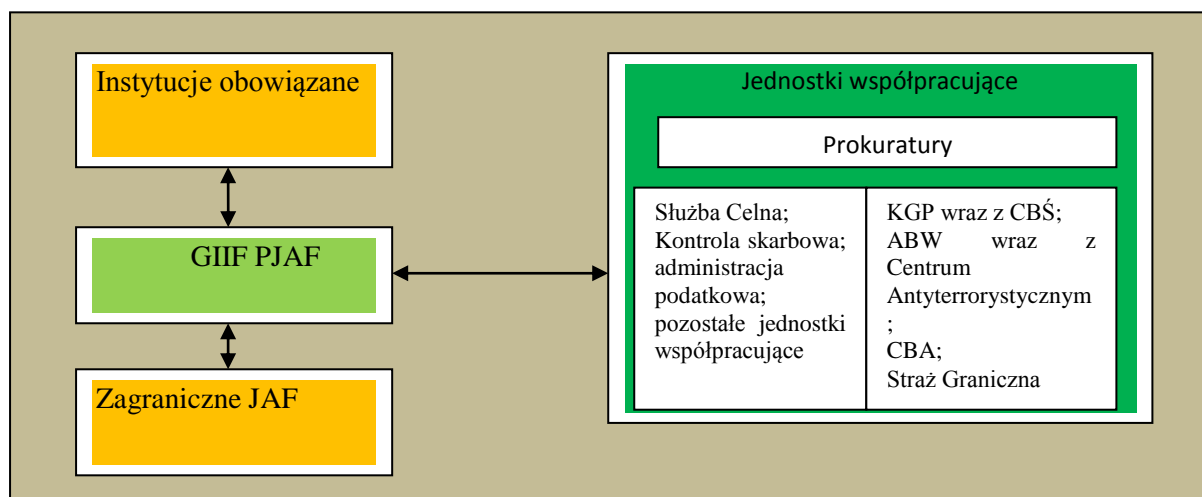 Instytucje obowiązane
GIIF PJAF
Zagraniczne JAF
Jednostki współpracujące
Prokuratury
Służba Celna;
Kontrola skarbowa;
administracja
podatkowa;
pozostałe jednostki
współpracujące
KGP wraz z CBŚ;
ABW wraz z
Centrum
Antyterrorystycznym
;
CBA;
Straż Graniczna